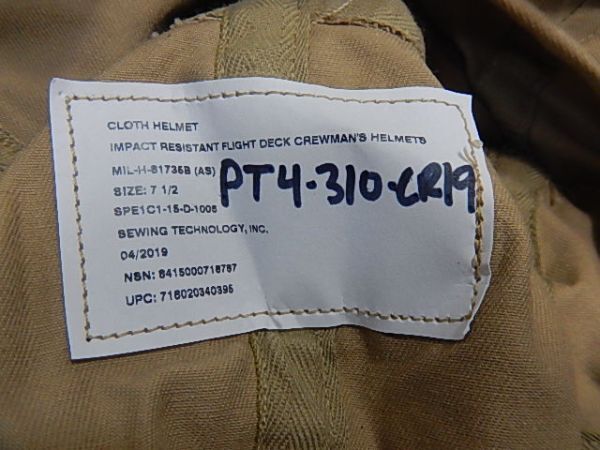 CLOTH HELMET
IMPACT RESISTANT FLIGHT DECK CREWMAN'S HELMETS
MIL-H-81735B (AS)
SIZE: 7 1/2
PT4-310-CR19
SPE1C1-15-D-1005
SEWING TECHNOLOGY, INC.
04/2019
NSN: 8415000718787
UPC: 716020340395